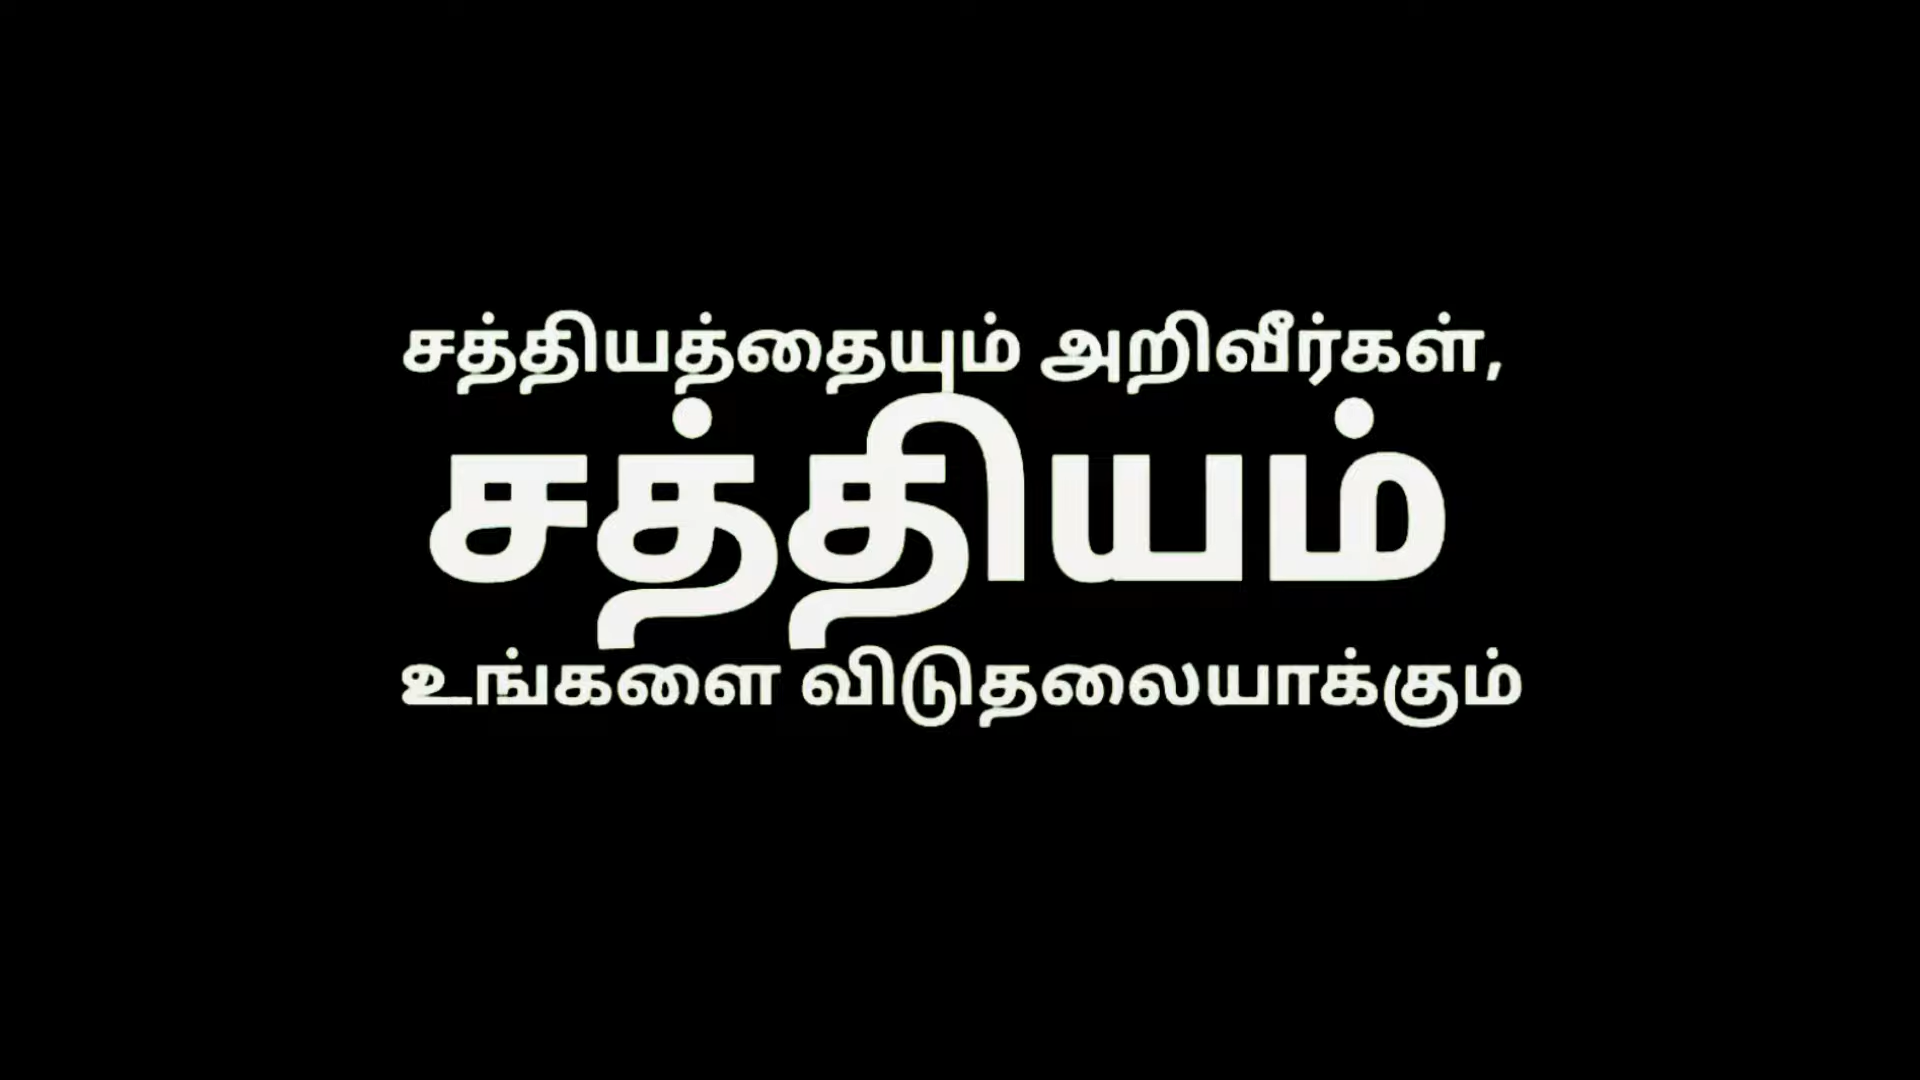 சத்தியத்தையும் அறிவீர்கள்,
சத்தியம்
உங்களை விடுதலையாக்கும்